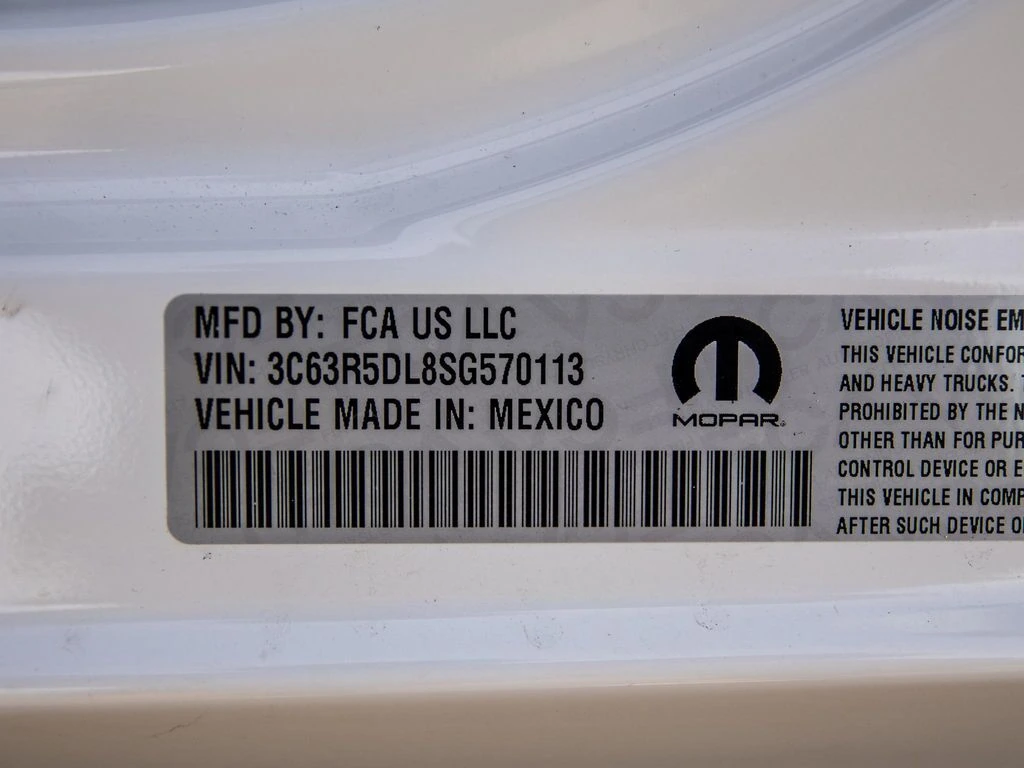 MFD BY: FCA US LLC
VIN: 3C63R5DL8SG570113
VEHICLE MADE IN: MEXICO
MOPAR®
VEHICLE NOISE EM
THIS VEHICLE CONFOR
AND HEAVY TRUCKS. T
PROHIBITED BY THE N
OTHER THAN FOR PUR
CONTROL DEVICE OR E
THIS VEHICLE IN COMP
AFTER SUCH DEVICE O